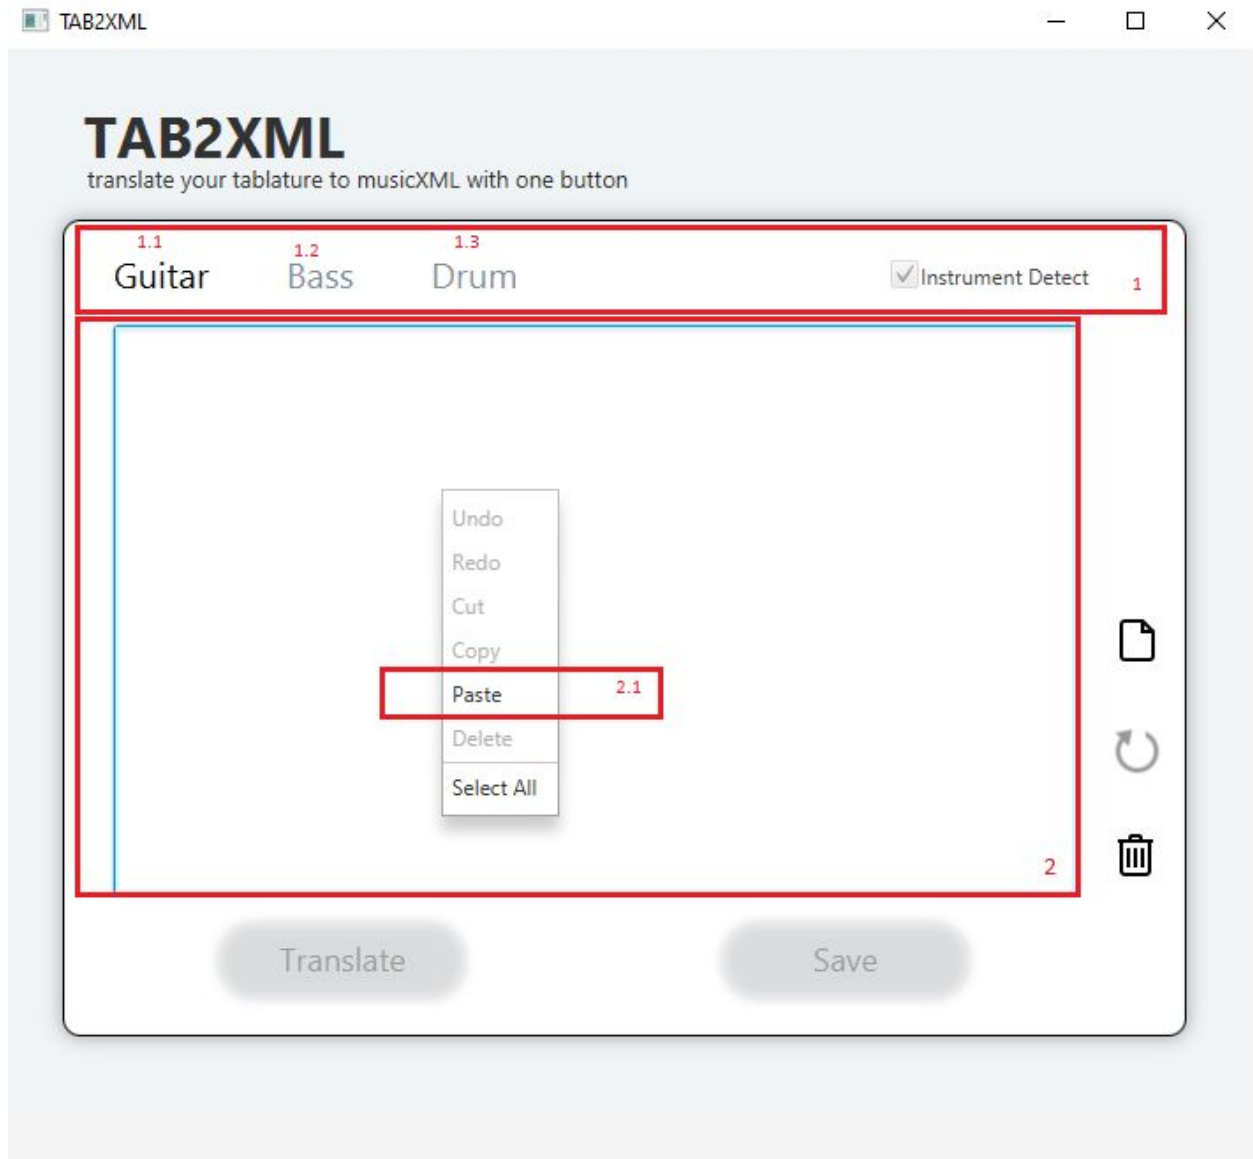 TAB2XML
TAB2XML
translate your tablature to musicXML with one button
1.1 1.2 1.3
Guitar Bass Drum Instrument Detect 1
Undo
Redo
Cut
Copy
Paste 2.1
Delete
Select All
2
Translate Save